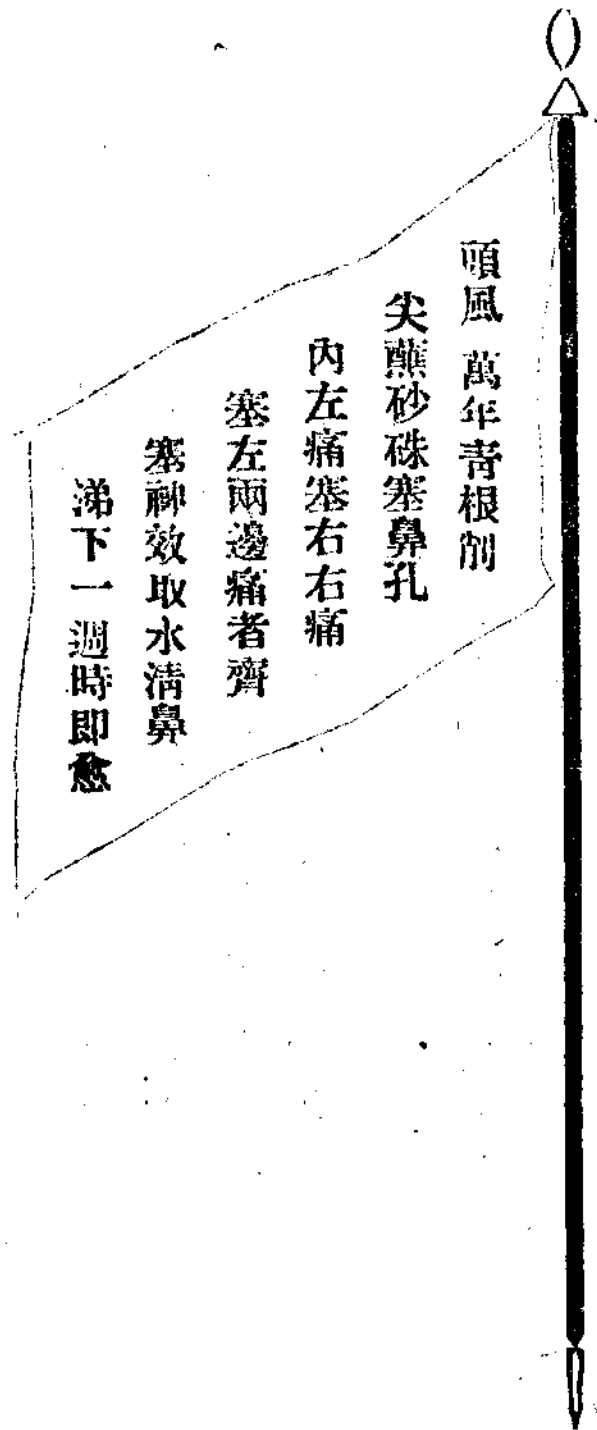 頭風 萬年青根削
尖蘸砂硃塞鼻孔
內左痛塞右右痛
塞左兩邊痛者齊
塞神效取水清鼻
涕下一週時即愈